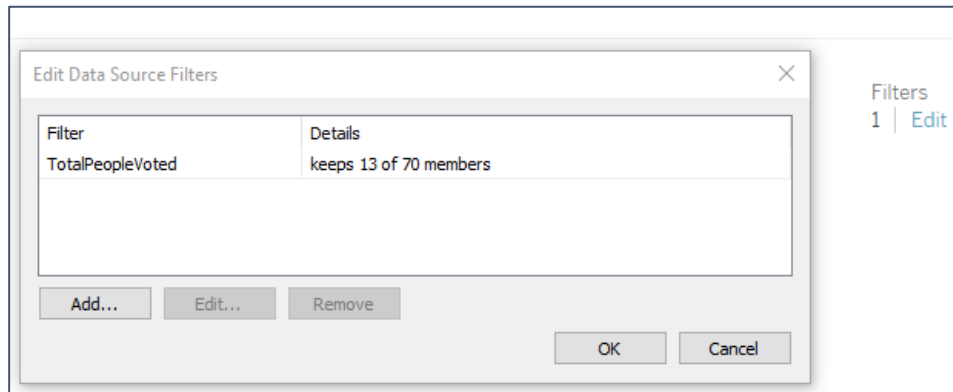 Edit Data Source Filters
Filters
1 Edit
Filter Details
TotalPeopleVoted keeps 13 of 70 members
Add... Edit... Remove
OK Cancel